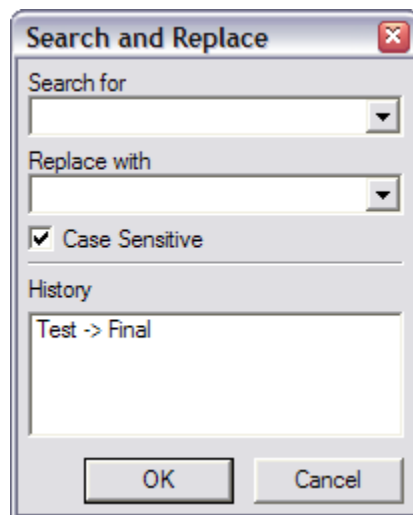 Search and Replace
Search for
Replace with
Case Sensitive
History
Test -> Final
OK Cancel